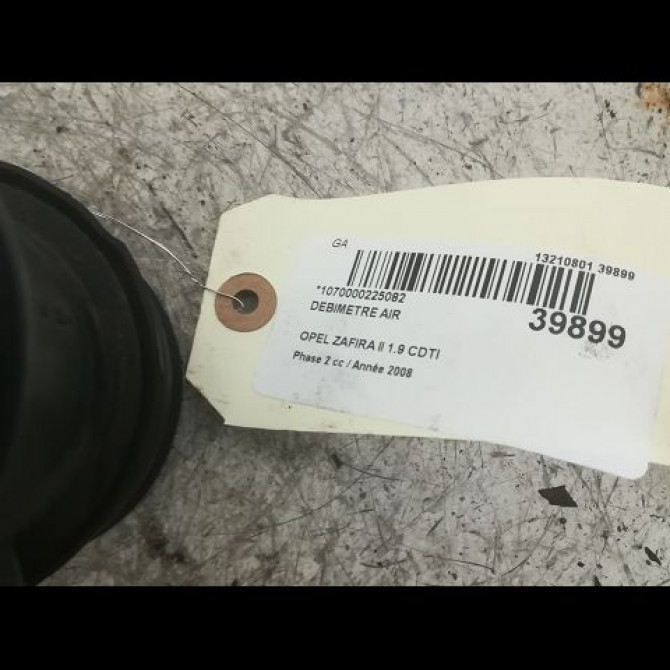 GA
13210801 39899
*1070000225082
39899
DEBIMETRE AIR
OPEL ZAFIRA II 1.9 CDTI
Phase 2 cc / Année 2008